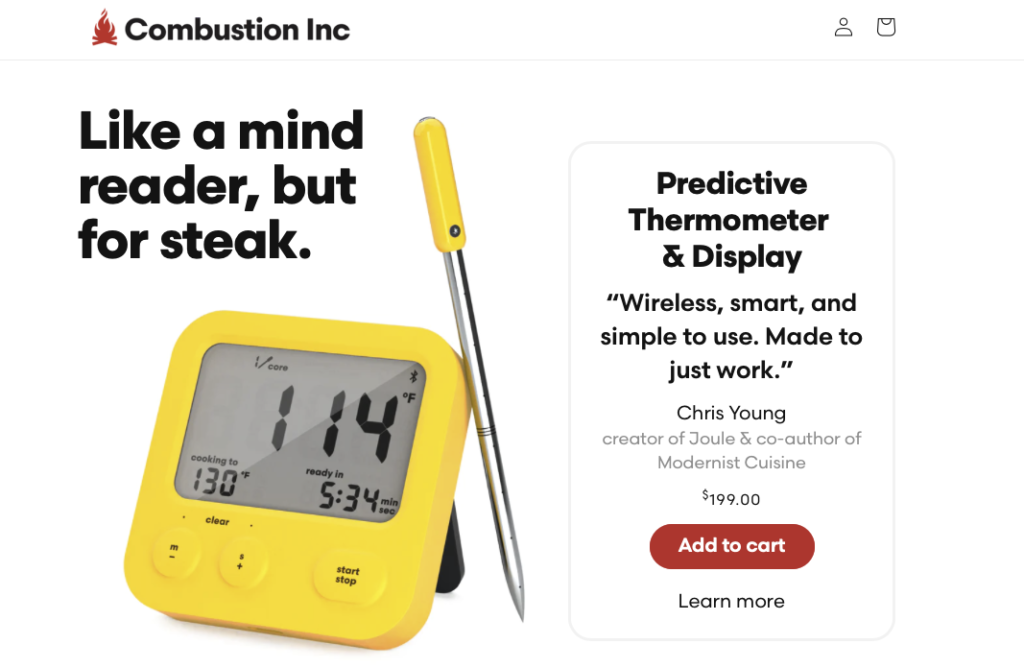 Combustion Inc
Like a mind
reader, but
for steak.
1/core
114 °F
cooking to
130 °F
ready in
5:34 min sec
clear
m
−
s
+
start
stop
Predictive
Thermometer
& Display
“Wireless, smart, and
simple to use. Made to
just work.”
Chris Young
creator of Joule & co-author of
Modernist Cuisine
$199.00
Add to cart
Learn more